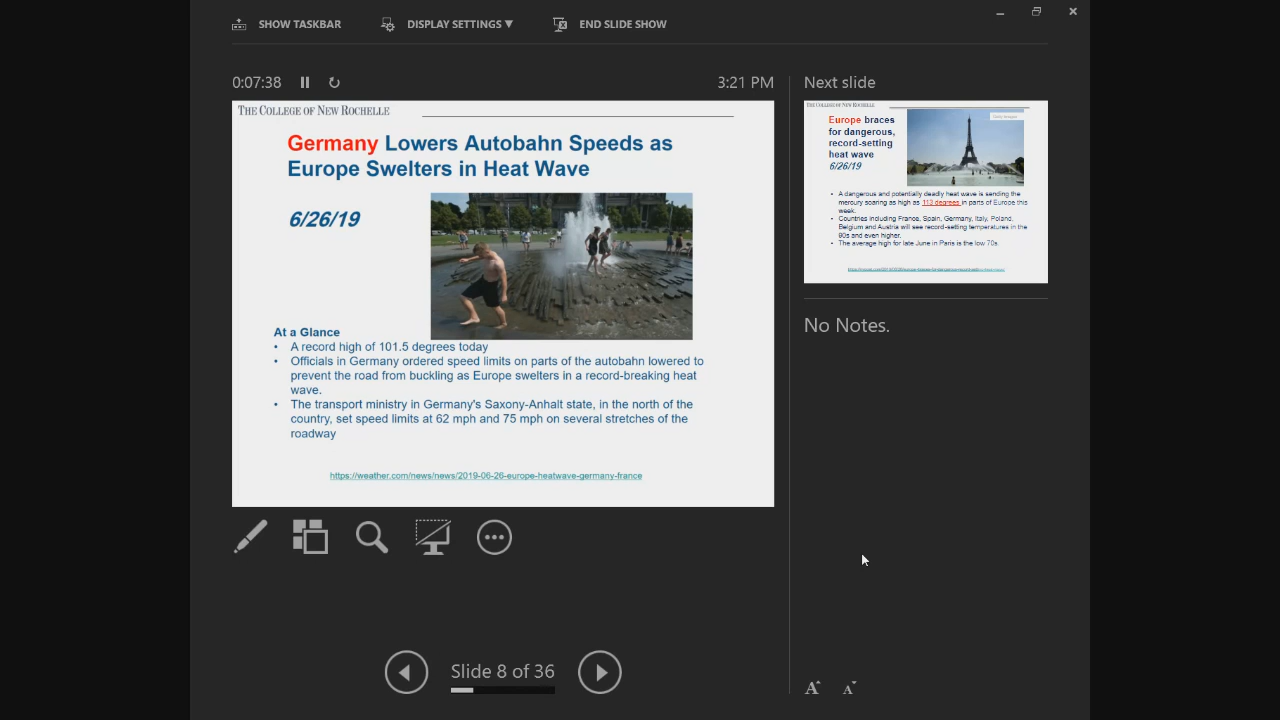 SHOW TASKBAR
DISPLAY SETTINGS ▼
END SLIDE SHOW
0:07:38
3:21 PM
THE COLLEGE OF NEW ROCHELLE
Germany Lowers Autobahn Speeds as
Europe Swelters in Heat Wave
6/26/19
At a Glance
• A record high of 101.5 degrees today
• Officials in Germany ordered speed limits on parts of the autobahn lowered to
prevent the road from buckling as Europe swelters in a record-breaking heat
wave.
• The transport ministry in Germany's Saxony-Anhalt state, in the north of the
country, set speed limits at 62 mph and 75 mph on several stretches of the
roadway
https://weather.com/news/news/2019-06-26-europe-heatwave-germany-france
Slide 8 of 36
Next slide
THE COLLEGE OF NEW ROCHELLE
Europe braces
for dangerous,
record-setting
heat wave
6/26/19
• A dangerous and potentially deadly heat wave is sending the
mercury soaring as high as 113 degrees in parts of Europe this
week.
• Countries including France, Spain, Germany, Italy, Poland,
Belgium and Austria will see record-setting temperatures in the
90s and even higher.
• The average high for late June in Paris is the low 70s
No Notes.
A A